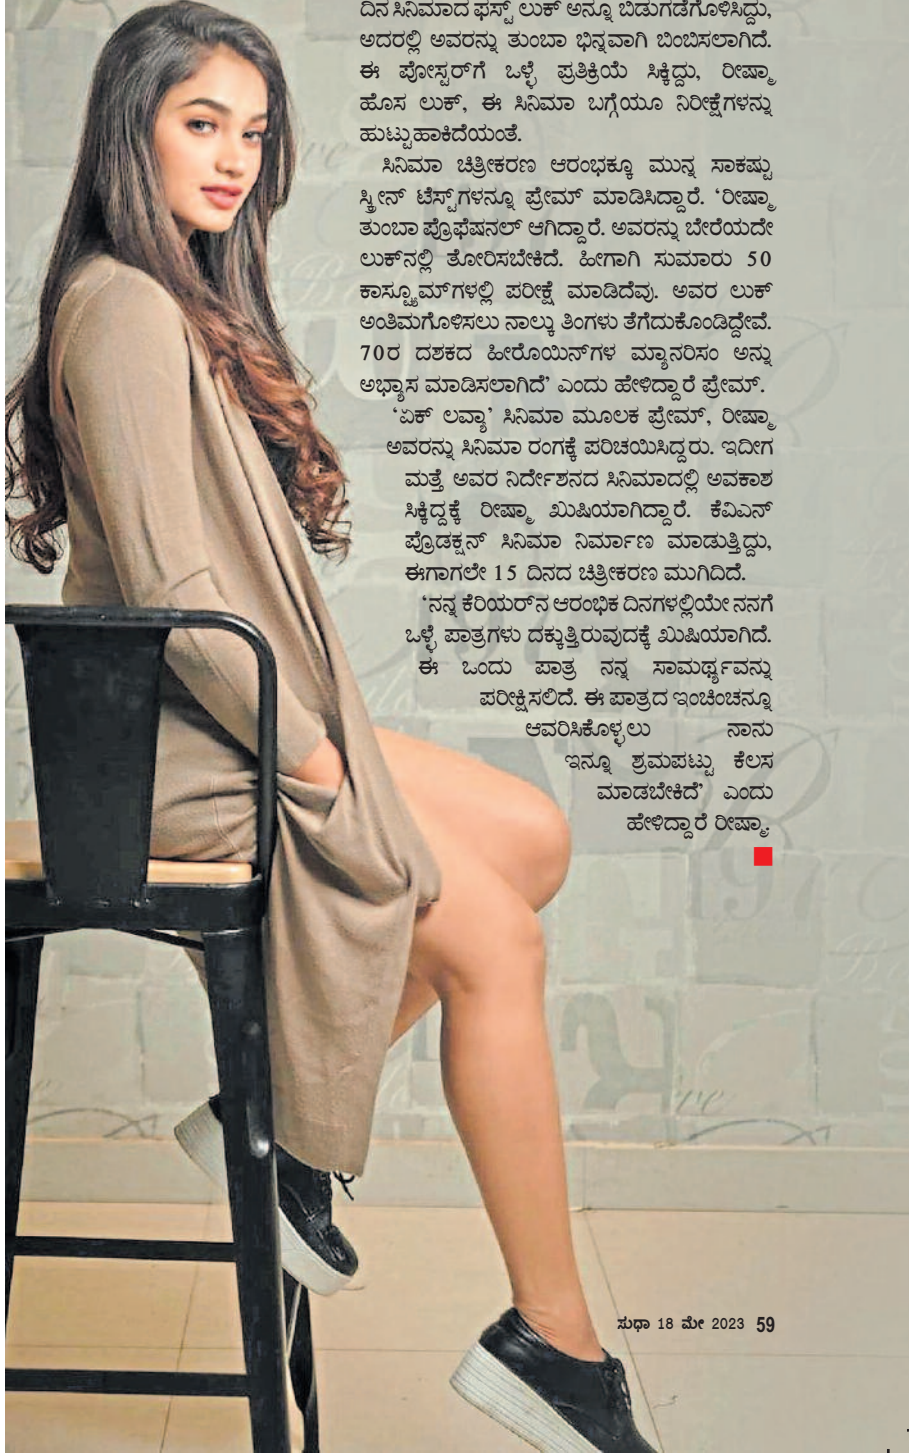 ದಿನ ಸಿನಿಮಾದ ಫಸ್ಟ್ ಲುಕ್ ಅನ್ನೂ ಬಿಡುಗಡೆಗೊಳಿಸಿದ್ದು,
ಅದರಲ್ಲಿ ಅವರನ್ನು ತುಂಬಾ ಭಿನ್ನವಾಗಿ ಬಿಂಬಿಸಲಾಗಿದೆ.
ಈ ಪೋಸ್ಟರ್‌ಗೆ ಒಳ್ಳೆ ಪ್ರತಿಕ್ರಿಯೆ ಸಿಕ್ಕಿದ್ದು, ರೀಷ್ಮಾ
ಹೊಸ ಲುಕ್, ಈ ಸಿನಿಮಾ ಬಗ್ಗೆಯೂ ನಿರೀಕ್ಷೆಗಳನ್ನು
ಹುಟ್ಟುಹಾಕಿದೆಯಂತೆ.
ಸಿನಿಮಾ ಚಿತ್ರೀಕರಣ ಆರಂಭಕ್ಕೂ ಮುನ್ನ ಸಾಕಷ್ಟು
ಸ್ಕ್ರೀನ್ ಟೆಸ್ಟ್‌ಗಳನ್ನೂ ಪ್ರೇಮ್ ಮಾಡಿಸಿದ್ದಾರೆ. ‘ರೀಷ್ಮಾ
ತುಂಬಾ ಪ್ರೊಫೆಷನಲ್ ಆಗಿದ್ದಾರೆ. ಅವರನ್ನು ಬೇರೆಯದೇ
ಲುಕ್‌ನಲ್ಲಿ ತೋರಿಸಬೇಕಿದೆ. ಹೀಗಾಗಿ ಸುಮಾರು 50
ಕಾಸ್ಟ್ಯೂಮ್‌ಗಳಲ್ಲಿ ಪರೀಕ್ಷೆ ಮಾಡಿದೆವು. ಅವರ ಲುಕ್
ಅಂತಿಮಗೊಳಿಸಲು ನಾಲ್ಕು ತಿಂಗಳು ತೆಗೆದುಕೊಂಡಿದ್ದೇವೆ.
70ರ ದಶಕದ ಹೀರೊಯಿನ್‌ಗಳ ಮ್ಯಾನರಿಸಂ ಅನ್ನು
ಅಭ್ಯಾಸ ಮಾಡಿಸಲಾಗಿದೆ’ ಎಂದು ಹೇಳಿದ್ದಾರೆ ಪ್ರೇಮ್.
‘ಏಕ್ ಲವ್ಯಾ’ ಸಿನಿಮಾ ಮೂಲಕ ಪ್ರೇಮ್, ರೀಷ್ಮಾ
ಅವರನ್ನು ಸಿನಿಮಾ ರಂಗಕ್ಕೆ ಪರಿಚಯಿಸಿದ್ದರು. ಇದೀಗ
ಮತ್ತೆ ಅವರ ನಿರ್ದೇಶನದ ಸಿನಿಮಾದಲ್ಲಿ ಅವಕಾಶ
ಸಿಕ್ಕಿದ್ದಕ್ಕೆ ರೀಷ್ಮಾ ಖುಷಿಯಾಗಿದ್ದಾರೆ. ಕೆವಿಎನ್
ಪ್ರೊಡಕ್ಷನ್ ಸಿನಿಮಾ ನಿರ್ಮಾಣ ಮಾಡುತ್ತಿದ್ದು,
ಈಗಾಗಲೇ 15 ದಿನದ ಚಿತ್ರೀಕರಣ ಮುಗಿದಿದೆ.
‘ನನ್ನ ಕೆರಿಯರ್‌ನ ಆರಂಭಿಕ ದಿನಗಳಲ್ಲಿಯೇ ನನಗೆ
ಒಳ್ಳೆ ಪಾತ್ರಗಳು ದಕ್ಕುತ್ತಿರುವುದಕ್ಕೆ ಖುಷಿಯಾಗಿದೆ.
ಈ ಒಂದು ಪಾತ್ರ ನನ್ನ ಸಾಮರ್ಥ್ಯವನ್ನು
ಪರೀಕ್ಷಿಸಲಿದೆ. ಈ ಪಾತ್ರದ ಇಂಚಿಂಚನ್ನೂ
ಆವರಿಸಿಕೊಳ್ಳಲು ನಾನು
ಇನ್ನೂ ಶ್ರಮಪಟ್ಟು ಕೆಲಸ
ಮಾಡಬೇಕಿದೆ’ ಎಂದು
ಹೇಳಿದ್ದಾರೆ ರೀಷ್ಮಾ.
ಸುಧಾ 18 ಮೇ 2023 59